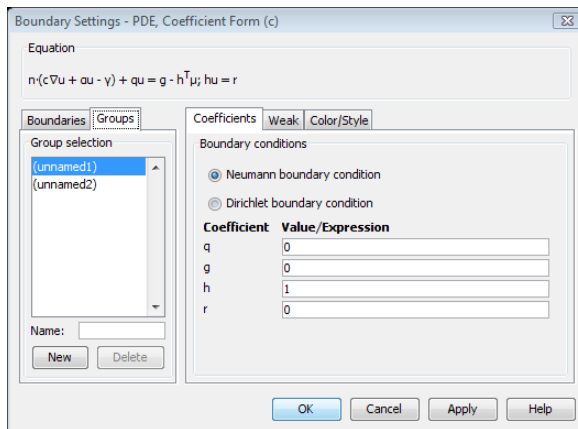 Boundary Settings - PDE, Coefficient Form (c)
Equation
n·(c∇u + αu - γ) + qu = g - hᵀμ; hu = r
Boundaries Groups
Group selection
(unnamed1)
(unnamed2)
Name:
New Delete
Coefficients Weak Color/Style
Boundary conditions
Neumann boundary condition
Dirichlet boundary condition
Coefficient Value/Expression
q 0
g 0
h 1
r 0
OK Cancel Apply Help